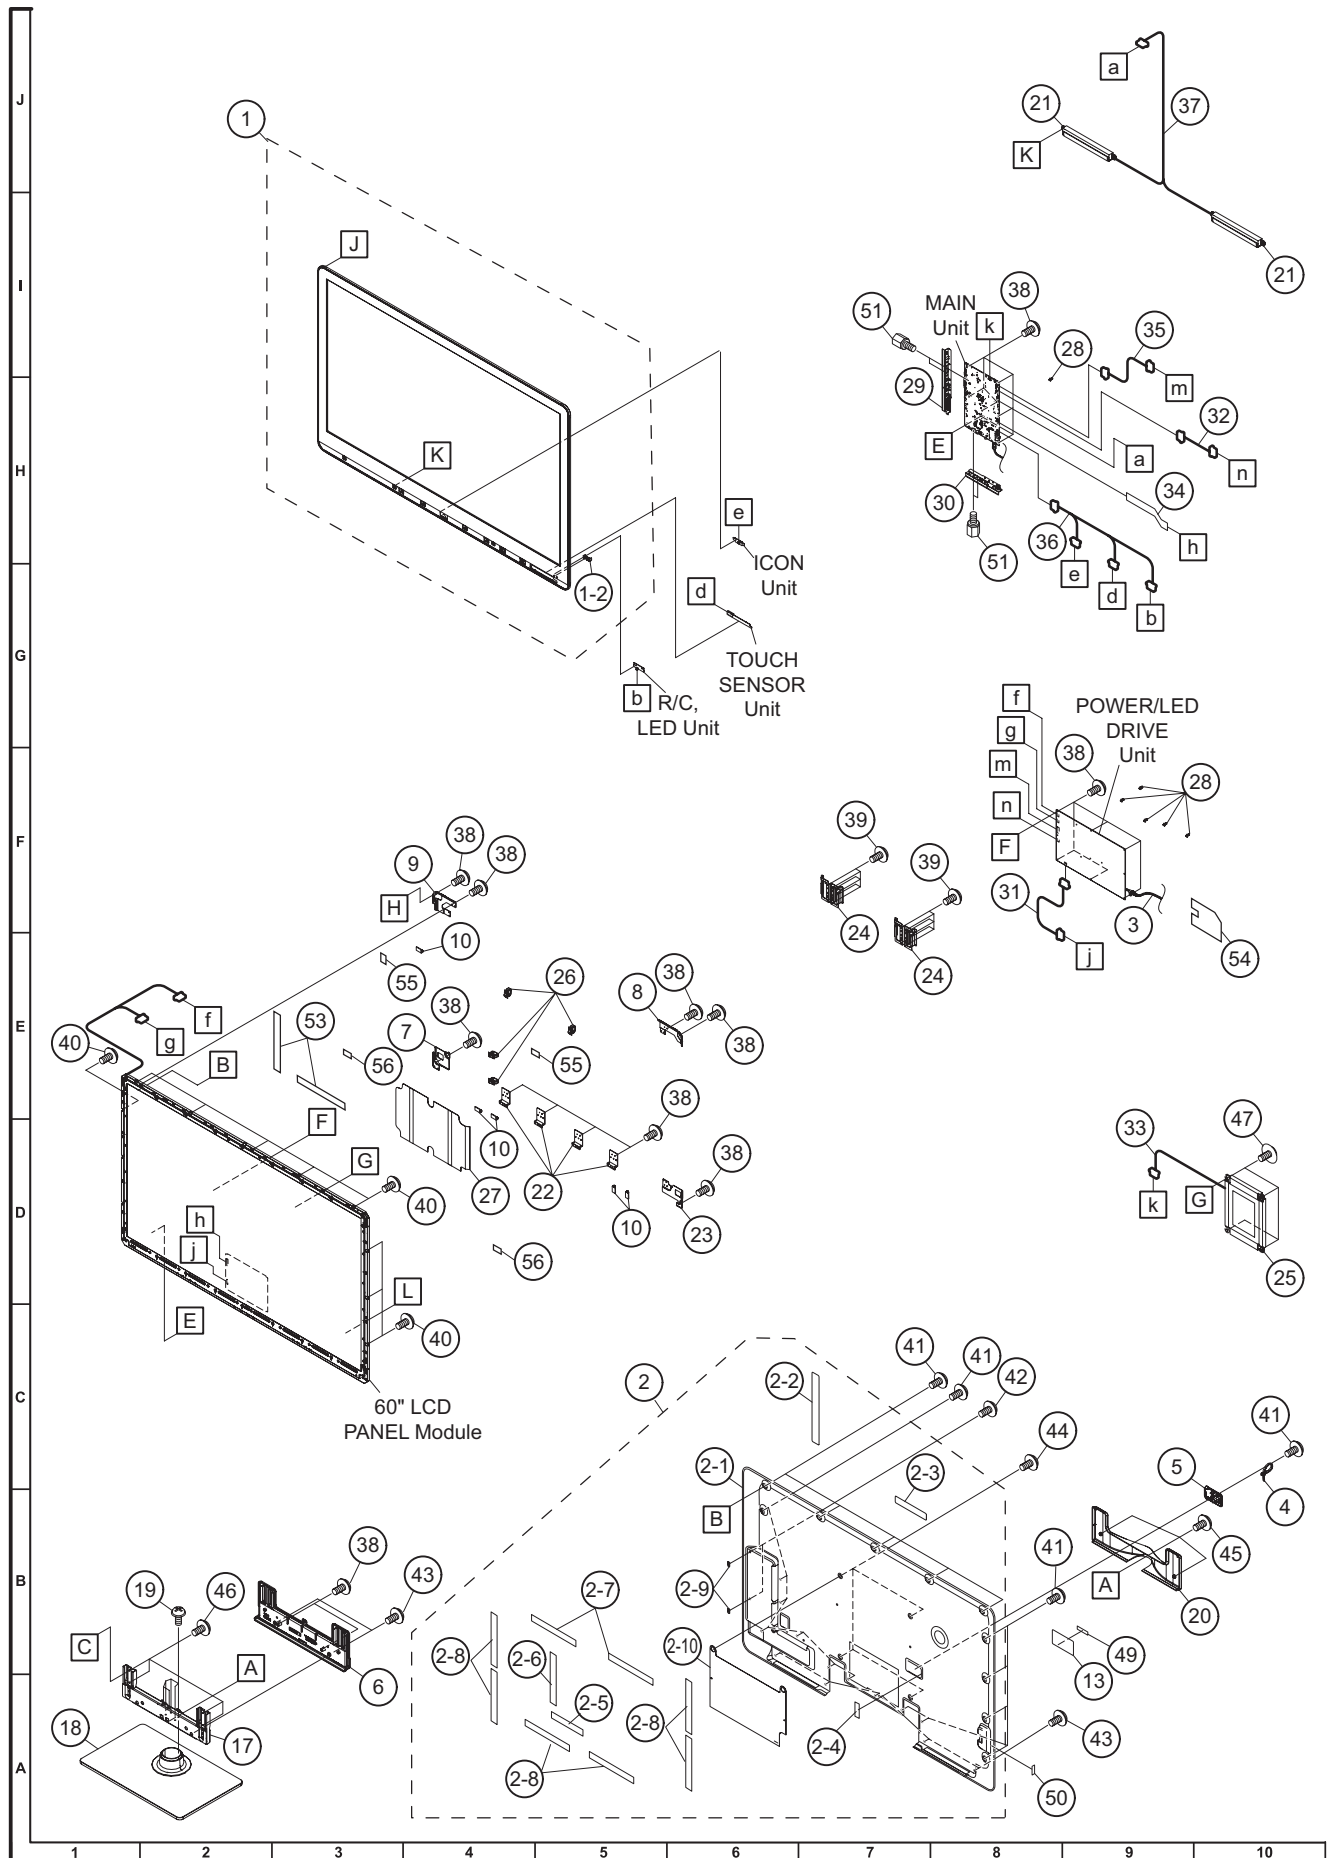 a
21
37
J
1
K
J
21
I
38
MAIN
Unit
k
51
35
28
m
29
32
E
K
a
n
H
34
30
e
36
h
ICON
Unit
51
e
1-2
d
d
b
G
TOUCH
SENSOR
Unit
b
R/C,
LED Unit
f
POWER/LED
DRIVE
Unit
g
38
m
28
n
39
38
38
F
F
9
39
H
31
24
3
10
24
j
54
55
26
38
8
f
38
E
53
g
7
38
40
56
55
B
38
47
F
33
10
38
G
27
22
D
40
k
G
h
10
23
j
56
25
L
E
40
41
41
2
42
2-2
C
60" LCD
PANEL Module
41
44
2-1
5
2-3
4
B
38
41
45
B
43
19
46
2-9
A
2-7
20
C
2-10
49
2-8
A
2-6
13
6
2-5
2-8
18
17
2-4
43
A
2-8
50
1 2 3 4 5 6 7 8 9 10